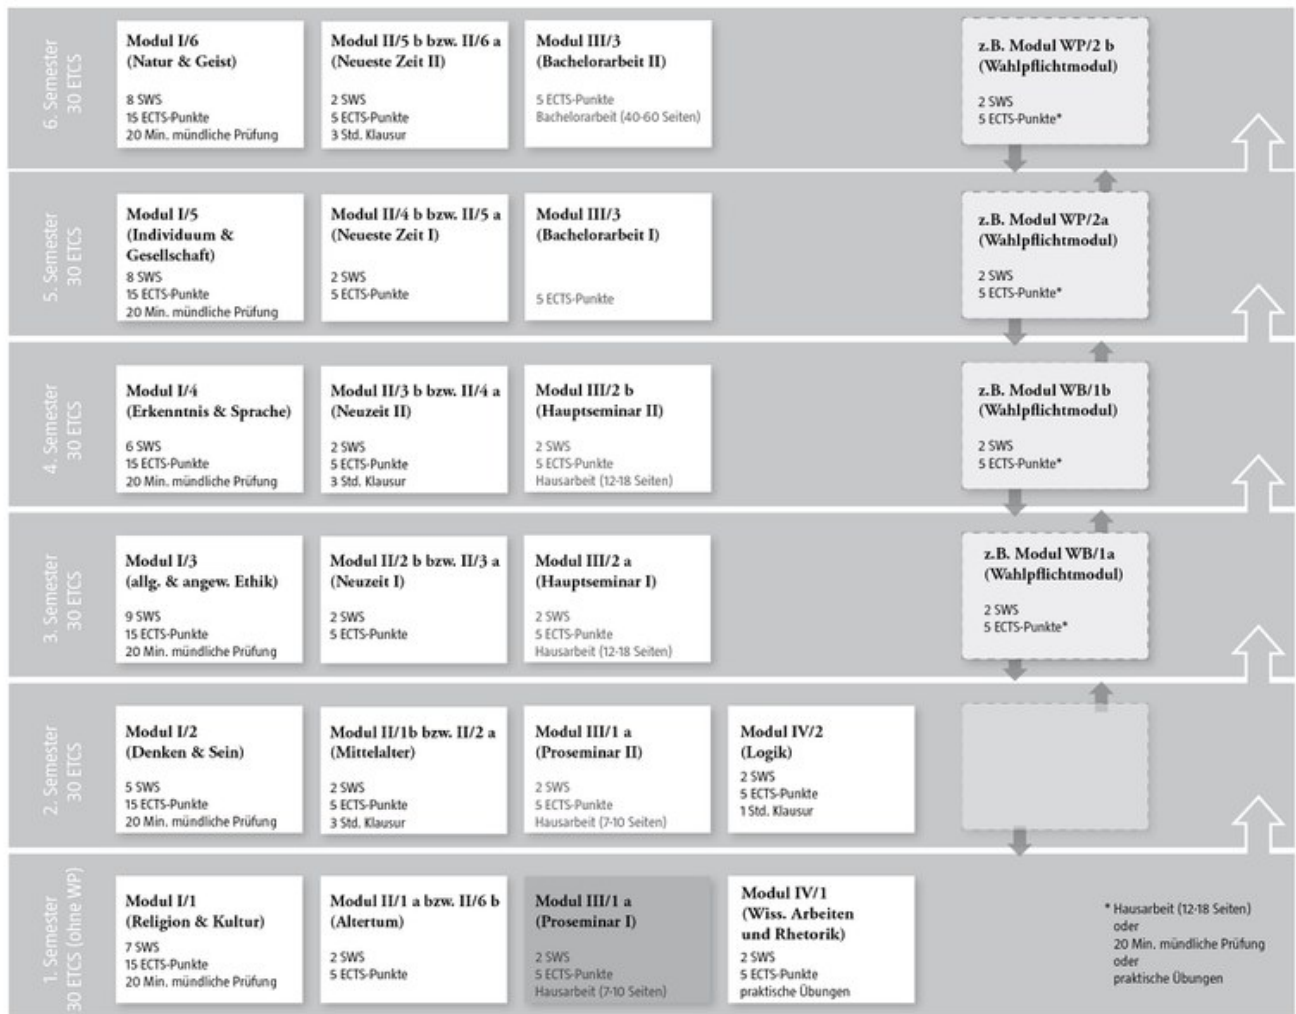 6. Semester
30 ETCS
Modul I/6
(Natur & Geist)
8 SWS
15 ECTS-Punkte
20 Min. mündliche Prüfung
Modul II/5 b bzw. II/6 a
(Neueste Zeit II)
2 SWS
5 ECTS-Punkte
3 Std. Klausur
Modul III/3
(Bachelorarbeit II)
5 ECTS-Punkte
Bachelorarbeit (40-60 Seiten)
z.B. Modul WP/2 b
(Wahlpflichtmodul)
2 SWS
5 ECTS-Punkte*
5. Semester
30 ETCS
Modul I/5
(Individuum &
Gesellschaft)
8 SWS
15 ECTS-Punkte
20 Min. mündliche Prüfung
Modul II/4 b bzw. II/5 a
(Neueste Zeit I)
2 SWS
5 ECTS-Punkte
Modul III/3
(Bachelorarbeit I)
5 ECTS-Punkte
z.B. Modul WP/2a
(Wahlpflichtmodul)
2 SWS
5 ECTS-Punkte*
4. Semester
30 ETCS
Modul I/4
(Erkenntnis & Sprache)
6 SWS
15 ECTS-Punkte
20 Min. mündliche Prüfung
Modul II/3 b bzw. II/4 a
(Neuzeit II)
2 SWS
5 ECTS-Punkte
3 Std. Klausur
Modul III/2 b
(Hauptseminar II)
2 SWS
5 ECTS-Punkte
Hausarbeit (12-18 Seiten)
z.B. Modul WB/1b
(Wahlpflichtmodul)
2 SWS
5 ECTS-Punkte*
3. Semester
30 ETCS
Modul I/3
(allg. & angew. Ethik)
9 SWS
15 ECTS-Punkte
20 Min. mündliche Prüfung
Modul II/2 b bzw. II/3 a
(Neuzeit I)
2 SWS
5 ECTS-Punkte
Modul III/2 a
(Hauptseminar I)
2 SWS
5 ECTS-Punkte
Hausarbeit (12-18 Seiten)
z.B. Modul WB/1a
(Wahlpflichtmodul)
2 SWS
5 ECTS-Punkte*
2. Semester
30 ETCS
Modul I/2
(Denken & Sein)
5 SWS
15 ECTS-Punkte
20 Min. mündliche Prüfung
Modul II/1b bzw. II/2 a
(Mittelalter)
2 SWS
5 ECTS-Punkte
3 Std. Klausur
Modul III/1 a
(Proseminar II)
2 SWS
5 ECTS-Punkte
Hausarbeit (7-10 Seiten)
Modul IV/2
(Logik)
2 SWS
5 ECTS-Punkte
1 Std. Klausur
1. Semester
30 ETCS (ohne WP)
Modul I/1
(Religion & Kultur)
7 SWS
15 ECTS-Punkte
20 Min. mündliche Prüfung
Modul II/1 a bzw. II/6 b
(Altertum)
2 SWS
5 ECTS-Punkte
Modul III/1 a
(Proseminar I)
2 SWS
5 ECTS-Punkte
Hausarbeit (7-10 Seiten)
Modul IV/1
(Wiss. Arbeiten
und Rhetorik)
2 SWS
5 ECTS-Punkte
praktische Übungen
* Hausarbeit (12-18 Seiten)
oder
20 Min. mündliche Prüfung
oder
praktische Übungen